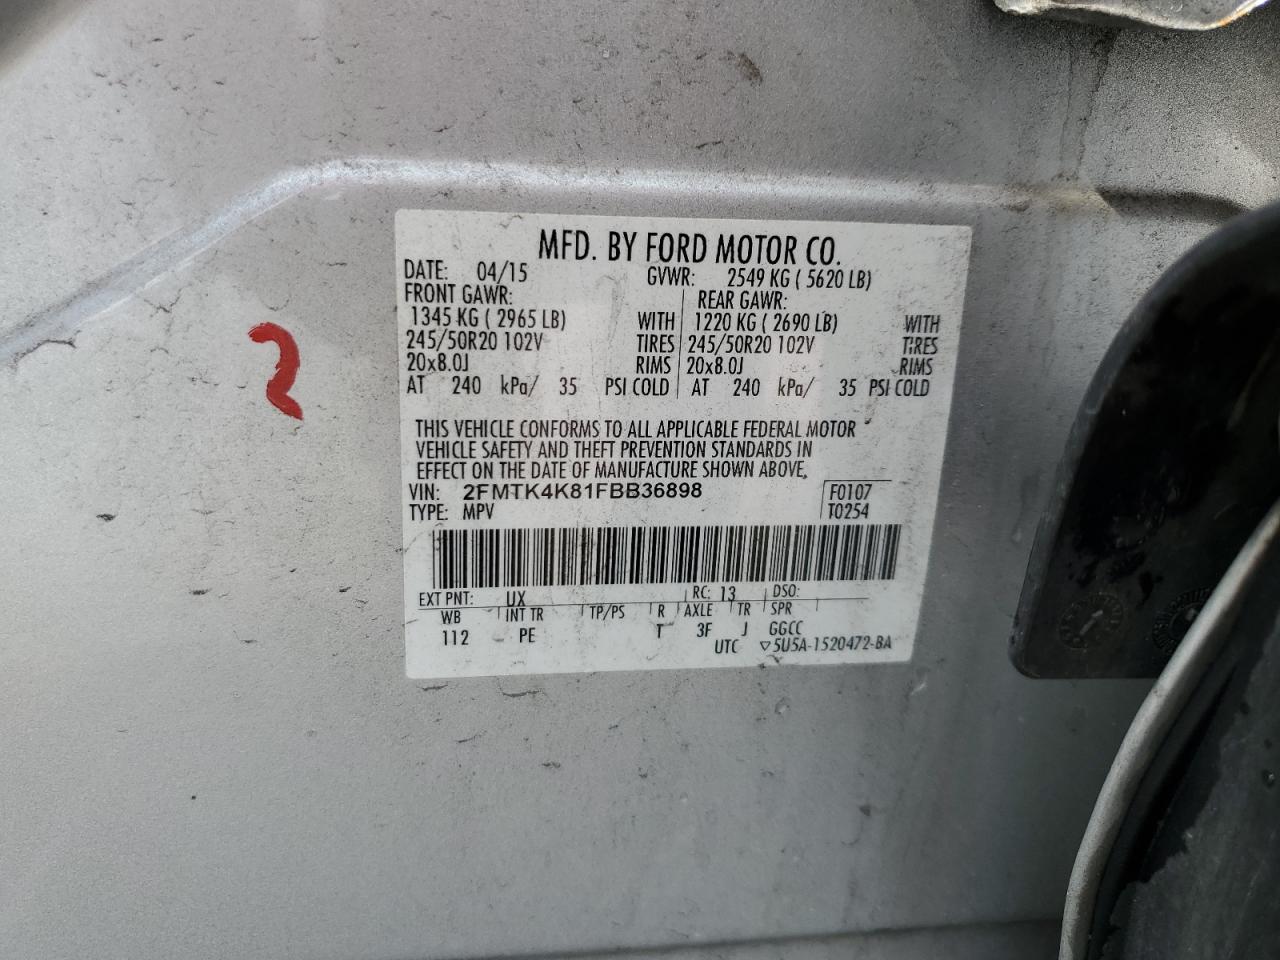 MFD. BY FORD MOTOR CO.
DATE: 04/15 GVWR: 2549 KG ( 5620 LB)
FRONT GAWR: REAR GAWR:
1345 KG ( 2965 LB) WITH 1220 KG ( 2690 LB) WITH
245/50R20 102V TIRES 245/50R20 102V TIRES
20x8.0J RIMS 20x8.0J RIMS
AT 240 kPa/ 35 PSI COLD AT 240 kPa/ 35 PSI COLD
THIS VEHICLE CONFORMS TO ALL APPLICABLE FEDERAL MOTOR
VEHICLE SAFETY AND THEFT PREVENTION STANDARDS IN
EFFECT ON THE DATE OF MANUFACTURE SHOWN ABOVE.
VIN: 2FMTK4K81FBB36898 F0107
TYPE: MPV T0254
EXT PNT: UX RC: 13 DSO:
WB INT TR TP/PS R AXLE TR SPR
112 PE T 3F J GGCC
UTC ▽5U5A-1520472-BA
2